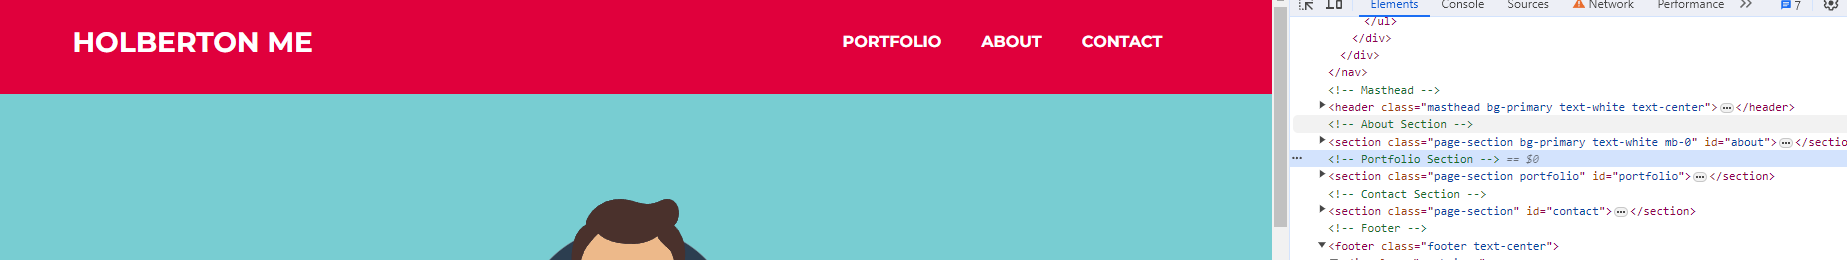 HOLBERTON ME
PORTFOLIO ABOUT CONTACT
Elements Console Sources Network Performance 7
</ul>
</div>
</div>
</nav>
<!-- Masthead -->
<header class="masthead bg-primary text-white text-center">…</header>
<!-- About Section -->
<section class="page-section bg-primary text-white mb-0" id="about">…</sectio
<!-- Portfolio Section --> == $0
<section class="page-section portfolio" id="portfolio">…</section>
<!-- Contact Section -->
<section class="page-section" id="contact">…</section>
<!-- Footer -->
<footer class="footer text-center">